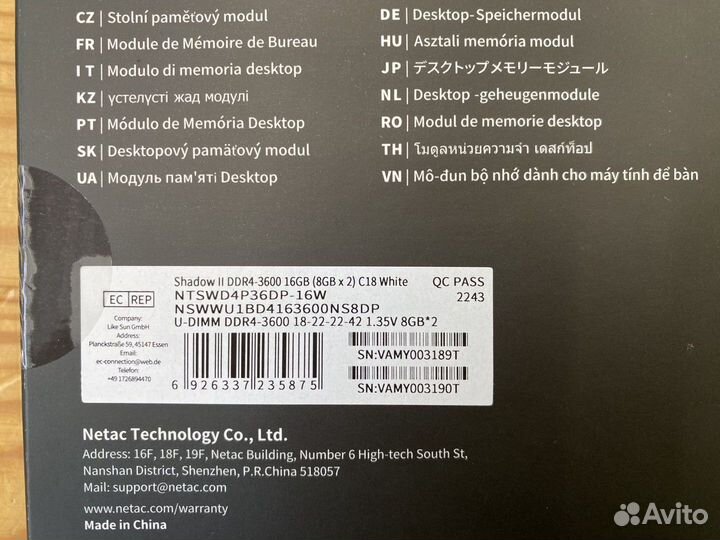 CZ | Stolní paměťový modul
FR | Module de Mémoire de Bureau
IT | Modulo di memoria desktop
KZ | үстелүсті жад модулі
PT | Módulo de Memória Desktop
SK | Desktopový pamäťový modul
UA | Модуль пам'яті Desktop
DE | Desktop-Speichermodul
HU | Asztali memória modul
JP | デスクトップメモリーモジュール
NL | Desktop -geheugenmodule
RO | Modul de memorie desktop
TH | โมดูลหน่วยความจำ เดสก์ท็อป
VN | Mô-đun bộ nhớ dành cho máy tính để bàn
EC REP
Company:
Like Sun GmbH
Address:
Planckstraße 59, 45147 Essen
Email:
ec-connection@web.de
Telefon:
+49 1726894470
Shadow II DDR4-3600 16GB (8GB x 2) C18 White
NTSWD4P36DP-16W
NSWWU1BD4163600NS8DP
U-DIMM DDR4-3600 18-22-22-42 1.35V 8GB*2
QC PASS
2243
6 926337 235875
SN:VAMY003189T
SN:VAMY003190T
Netac Technology Co., Ltd.
Address: 16F, 18F, 19F, Netac Building, Number 6 High-tech South St,
Nanshan District, Shenzhen, P.R.China 518057
Mail: support@netac.com
www.netac.com/warranty
Made in China
Avito